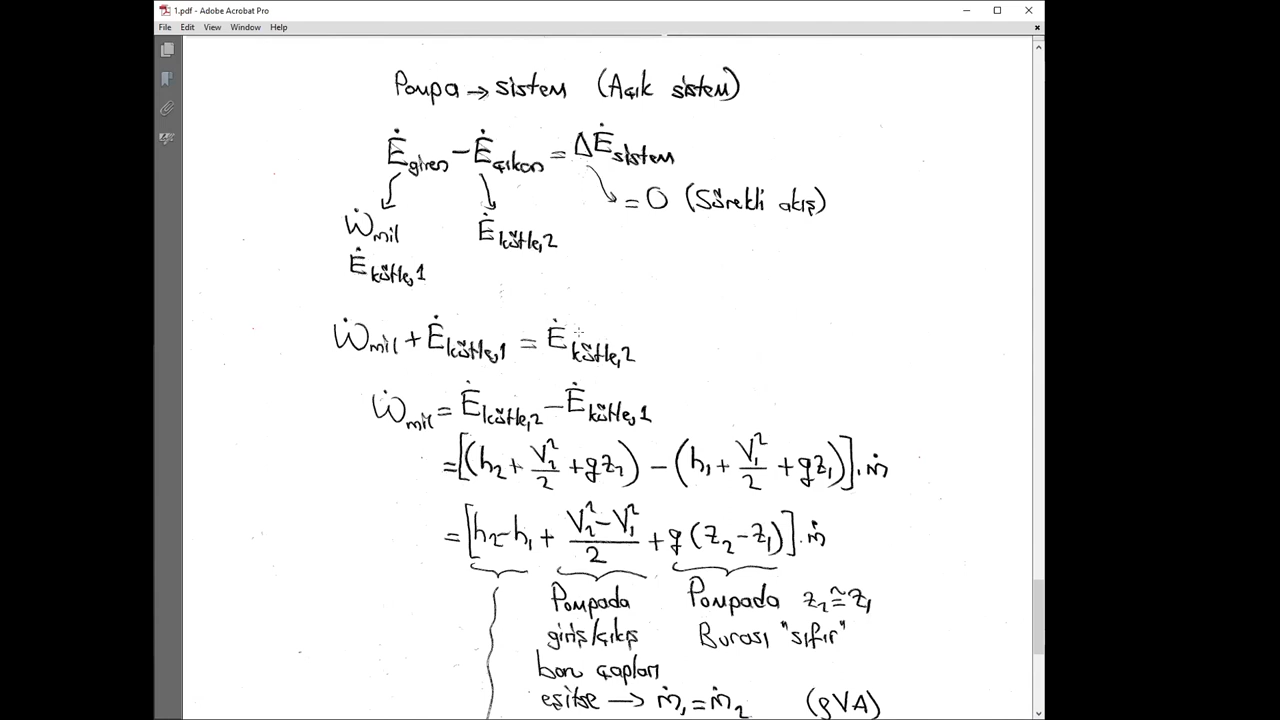 1.pdf - Adobe Acrobat Pro
File Edit View Window Help
Pompa → sistem (Açık sistem)
Ėgiren − Ėçıkan = ΔĖsistem
= 0 (Sürekli akış)
Ẇmil
Ėkütle,2
Ėkütle,1
Ẇmil + Ėkütle,1 = Ėkütle,2
Ẇmil = Ėkütle,2 − Ėkütle,1
= [(h₂ + V₂²/2 + gz₂) − (h₁ + V₁²/2 + gz₁)].ṁ
= [h₂−h₁ + (V₂²−V₁²)/2 + g(z₂−z₁)].ṁ
Pompada
giriş/çıkış
boru çapları
eşitse → ṁ₁ = ṁ₂ (ρVA)
Pompada z₂ ≅ z₁
Burası "sıfır"